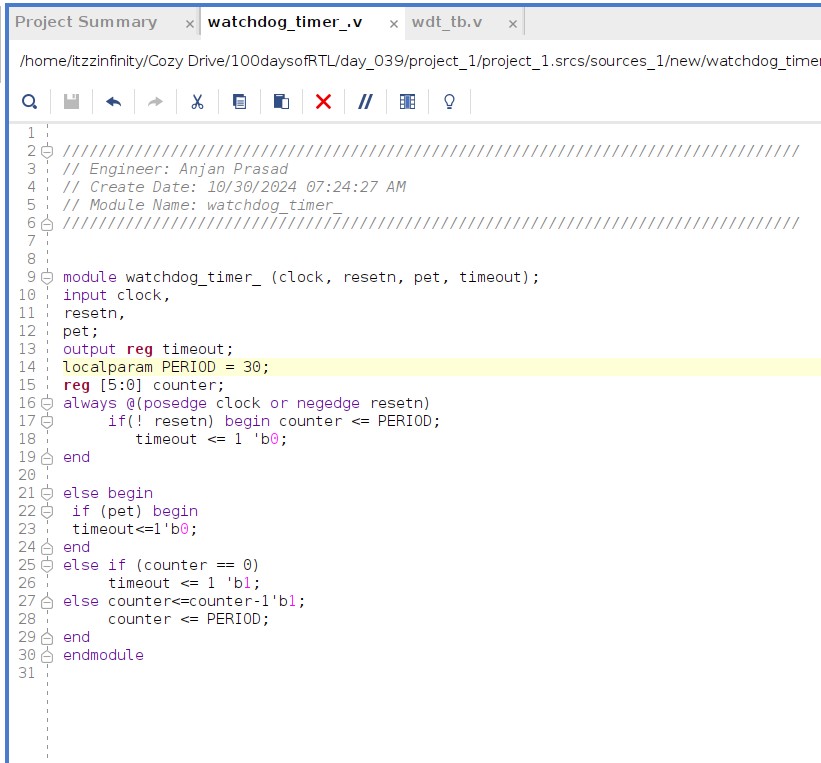 Project Summary × watchdog_timer_.v × wdt_tb.v ×
/home/itzzinfinity/Cozy Drive/100daysofRTL/day_039/project_1/project_1.srcs/sources_1/new/watchdog_timer
1
2 //////////////////////////////////////////////////////////////////////////////////
3 // Engineer: Anjan Prasad
4 // Create Date: 10/30/2024 07:24:27 AM
5 // Module Name: watchdog_timer_
6 //////////////////////////////////////////////////////////////////////////////////
7
8
9 module watchdog_timer_ (clock, resetn, pet, timeout);
10 input clock,
11 resetn,
12 pet;
13 output reg timeout;
14 localparam PERIOD = 30;
15 reg [5:0] counter;
16 always @(posedge clock or negedge resetn)
17 if(! resetn) begin counter <= PERIOD;
18 timeout <= 1 'b0;
19 end
20
21 else begin
22 if (pet) begin
23 timeout<=1'b0;
24 end
25 else if (counter == 0)
26 timeout <= 1 'b1;
27 else counter<=counter-1'b1;
28 counter <= PERIOD;
29 end
30 endmodule
31